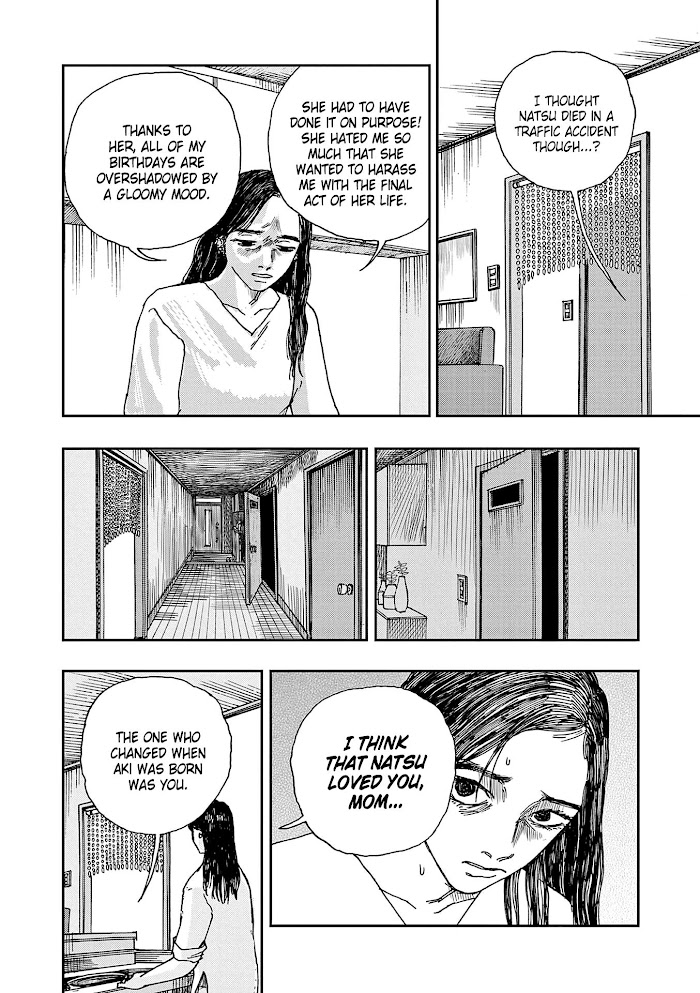 I THOUGHT
NATSU DIED IN A
TRAFFIC ACCIDENT
THOUGH...?
SHE HAD TO HAVE
DONE IT ON PURPOSE!
SHE HATED ME SO
MUCH THAT SHE
WANTED TO HARASS
ME WITH THE FINAL
ACT OF HER LIFE.
THANKS TO
HER, ALL OF MY
BIRTHDAYS ARE
OVERSHADOWED BY
A GLOOMY MOOD.
I THINK
THAT NATSU
LOVED YOU,
MOM...
THE ONE WHO
CHANGED WHEN
AKI WAS BORN
WAS YOU.